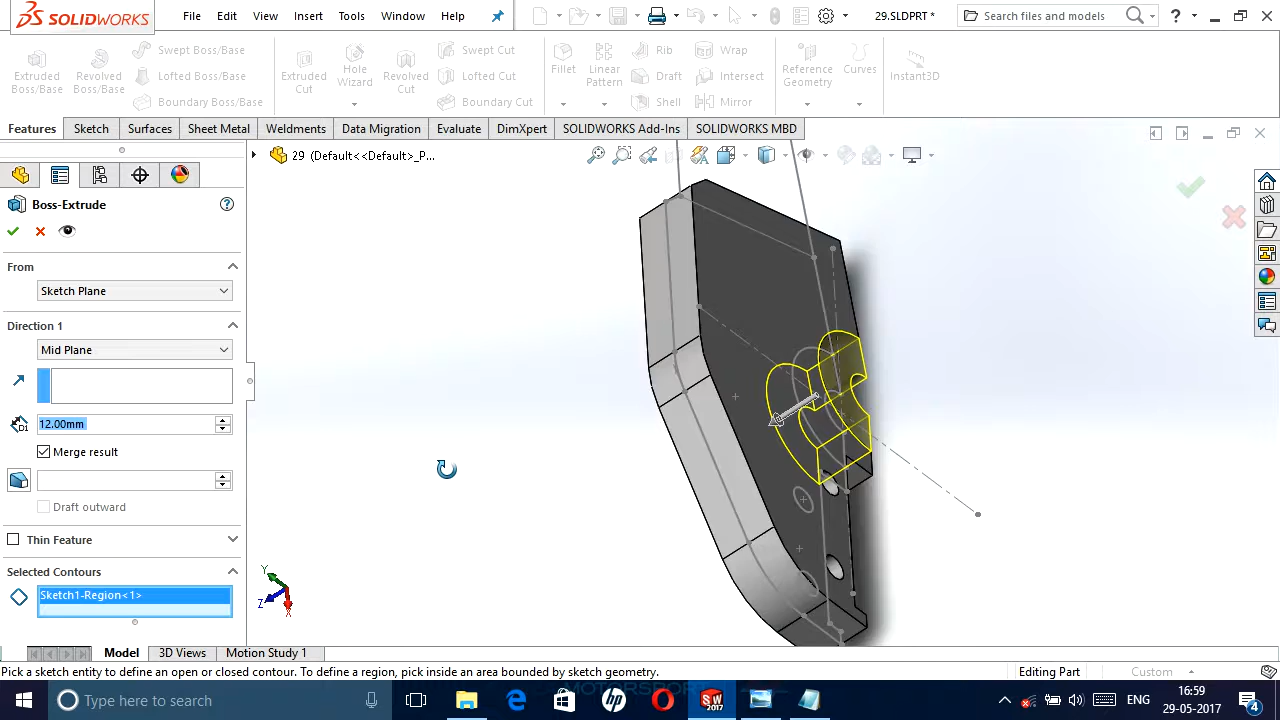 SOLIDWORKS File Edit View Insert Tools Window Help 29.SLDPRT * Search files and models ?
Extruded Boss/Base Revolved Boss/Base Swept Boss/Base Lofted Boss/Base Boundary Boss/Base Extruded Cut Hole Wizard Revolved Cut Swept Cut Lofted Cut Boundary Cut Fillet Linear Pattern Rib Draft Shell Wrap Intersect Mirror Reference Geometry Curves Instant3D
Features Sketch Surfaces Sheet Metal Weldments Data Migration Evaluate DimXpert SOLIDWORKS Add-Ins SOLIDWORKS MBD
29 (Default<<Default>_P...
Boss-Extrude
From
Sketch Plane
Direction 1
Mid Plane
D1 12.00mm
Merge result
Draft outward
Thin Feature
Selected Contours
Sketch1-Region<1>
Y
Z
X
Model 3D Views Motion Study 1
Pick a sketch entity to define an open or closed contour. To define a region, pick inside an area bounded by sketch geometry. Editing Part Custom
Type here to search SW 2017 ENG 16:59
29-05-2017 4
MOTORSPORT